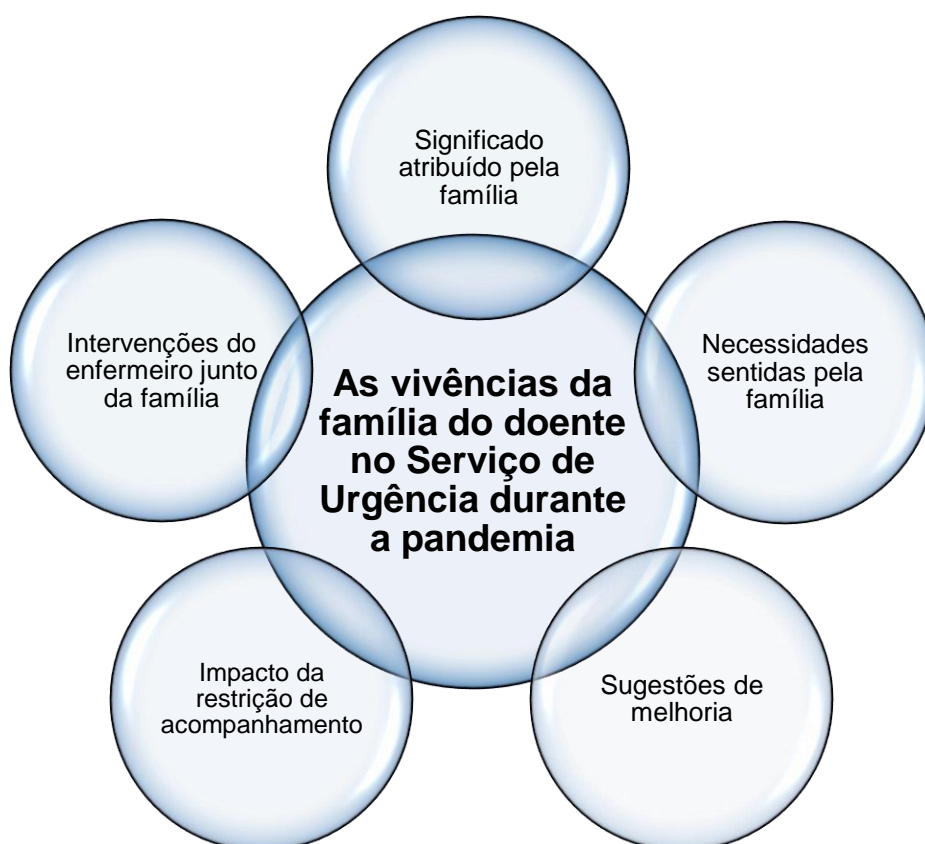 Significado
atribuído pela
família
Intervenções do
enfermeiro junto
da família
As vivências da
família do doente
no Serviço de
Urgência durante
a pandemia
Necessidades
sentidas pela
família
Impacto da
restrição de
acompanhamento
Sugestões de
melhoria